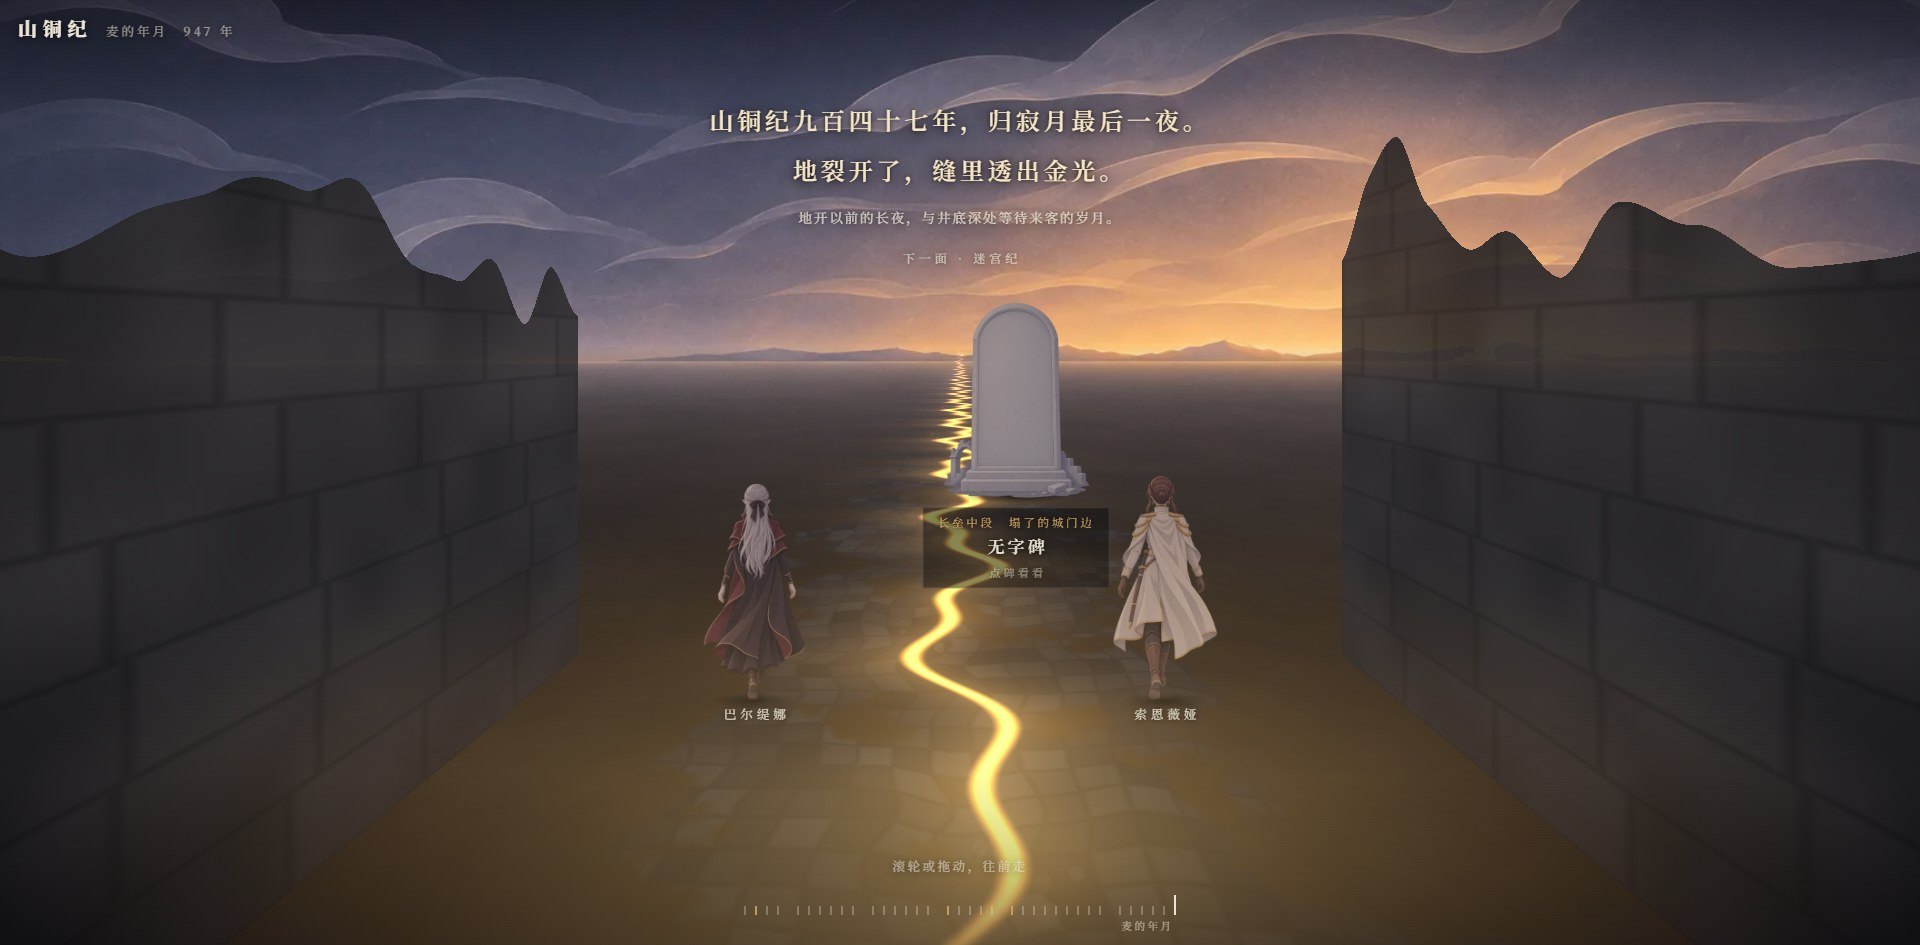 山铜纪 麦的年月 947 年
山铜纪九百四十七年，归寂月最后一夜。
地裂开了，缝里透出金光。
地开以前的长夜，与井底深处等待来客的岁月。
下一面 · 迷宫纪
长垒中段 塌了的城门边
无字碑
点碑看看
巴尔缇娜
索恩薇娅
滚轮或拖动，往前走
麦的年月